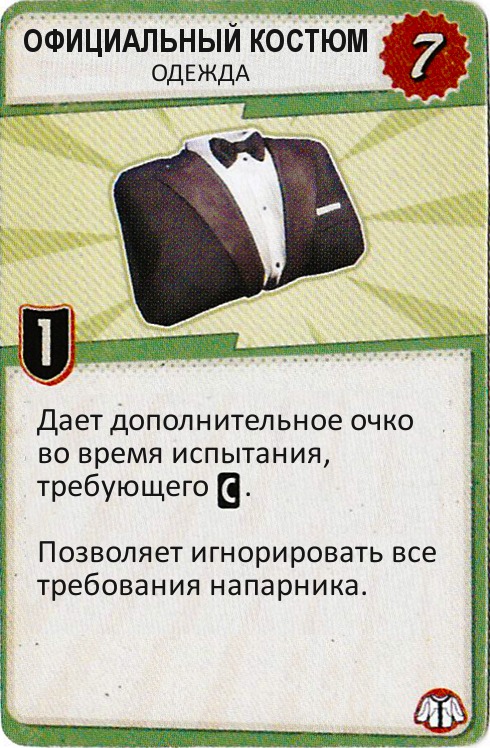 ОФИЦИАЛЬНЫЙ КОСТЮМ
7
ОДЕЖДА
1
Дает дополнительное очко
во время испытания,
требующего C.
Позволяет игнорировать все
требования напарника.